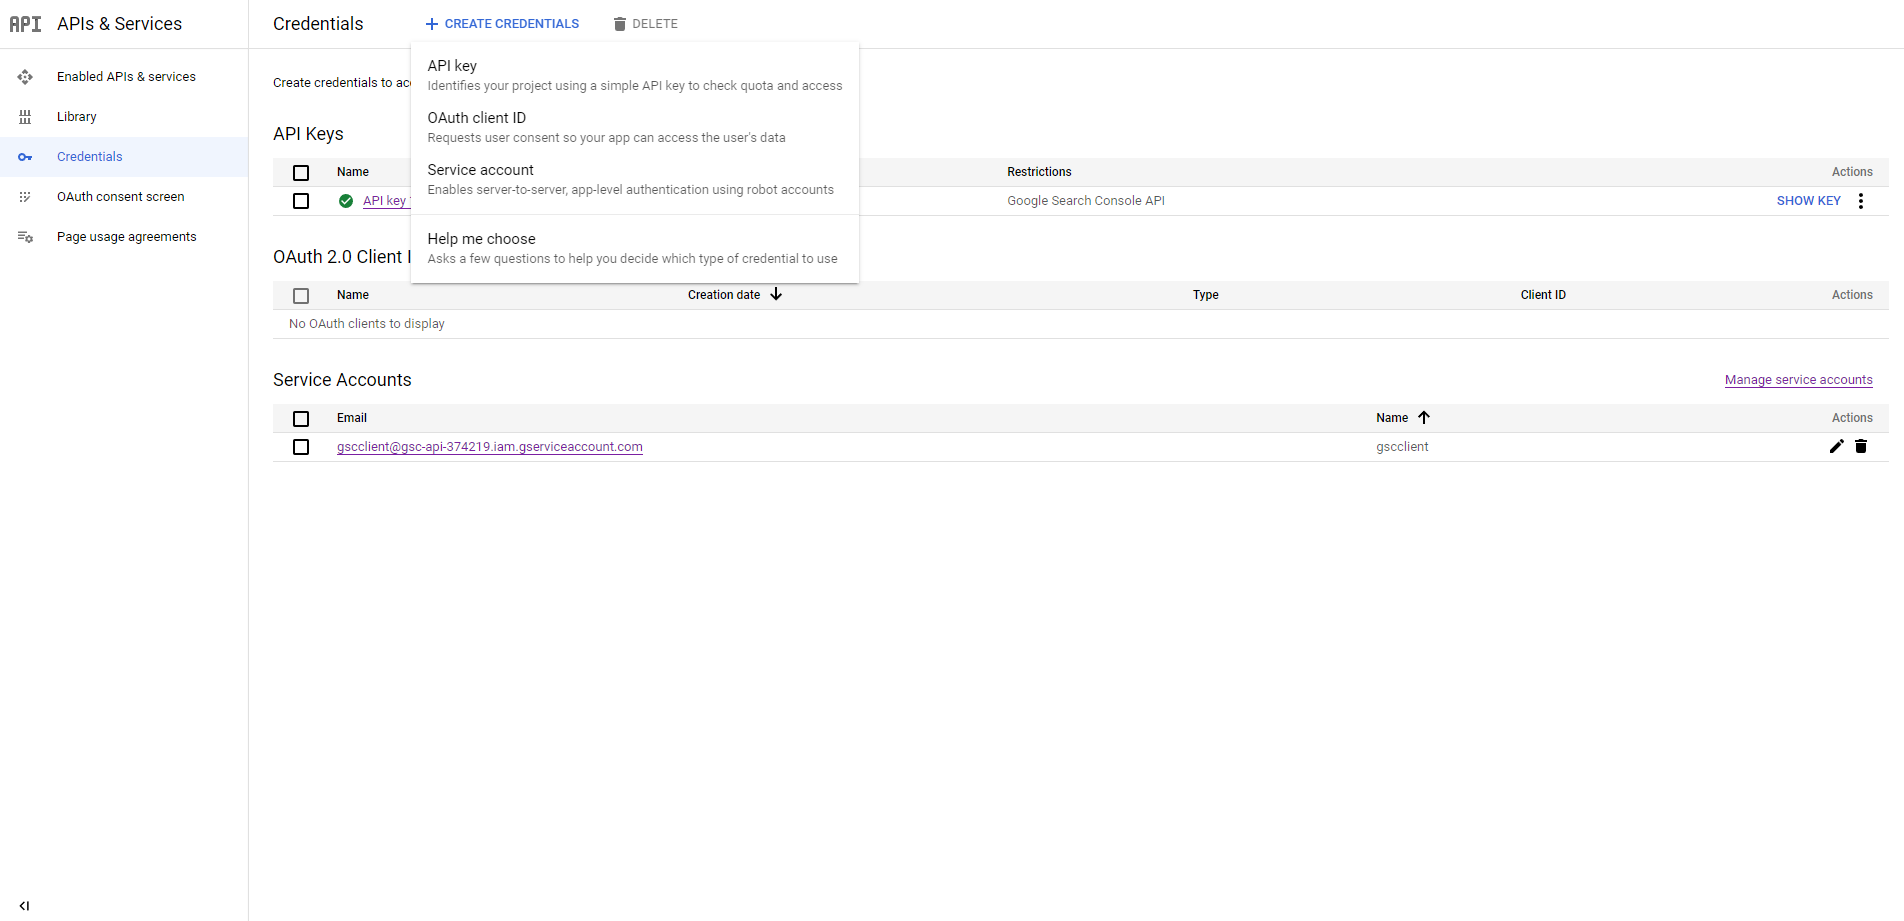 API APIs & Services
Credentials
CREATE CREDENTIALS
DELETE
Enabled APIs & services
Library
Credentials
OAuth consent screen
Page usage agreements
Create credentials to
API key
Identifies your project using a simple API key to check quota and access
OAuth client ID
Requests user consent so your app can access the user's data
Service account
Enables server-to-server, app-level authentication using robot accounts
Help me choose
Asks a few questions to help you decide which type of credential to use
API Keys
Name Restrictions Actions
API key Google Search Console API SHOW KEY
OAuth 2.0 Client
Name Creation date Type Client ID Actions
No OAuth clients to display
Service Accounts Manage service accounts
Email Name Actions
gscclient@gsc-api-374219.iam.gserviceaccount.com gscclient